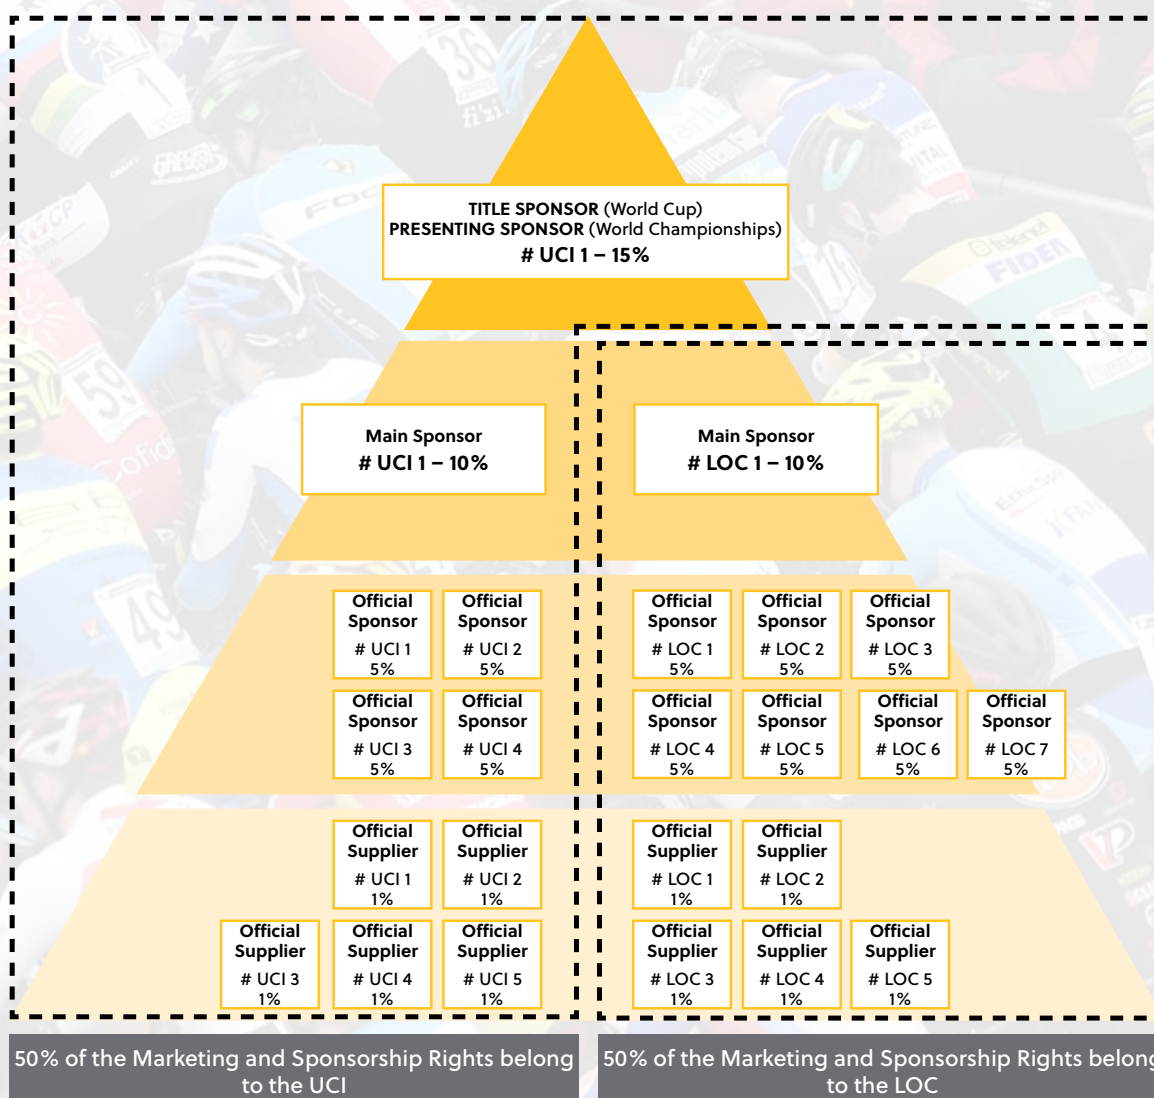 TITLE SPONSOR (World Cup)
PRESENTING SPONSOR (World Championships)
# UCI 1 – 15%
Main Sponsor
# UCI 1 – 10%
Main Sponsor
# LOC 1 – 10%
Official
Sponsor
# UCI 1
5%
Official
Sponsor
# UCI 2
5%
Official
Sponsor
# LOC 1
5%
Official
Sponsor
# LOC 2
5%
Official
Sponsor
# LOC 3
5%
Official
Sponsor
# UCI 3
5%
Official
Sponsor
# UCI 4
5%
Official
Sponsor
# LOC 4
5%
Official
Sponsor
# LOC 5
5%
Official
Sponsor
# LOC 6
5%
Official
Sponsor
# LOC 7
5%
Official
Supplier
# UCI 1
1%
Official
Supplier
# UCI 2
1%
Official
Supplier
# LOC 1
1%
Official
Supplier
# LOC 2
1%
Official
Supplier
# UCI 3
1%
Official
Supplier
# UCI 4
1%
Official
Supplier
# UCI 5
1%
Official
Supplier
# LOC 3
1%
Official
Supplier
# LOC 4
1%
Official
Supplier
# LOC 5
1%
50% of the Marketing and Sponsorship Rights belong
to the UCI
50% of the Marketing and Sponsorship Rights belong
to the LOC
36
1
FIDEA
59
49